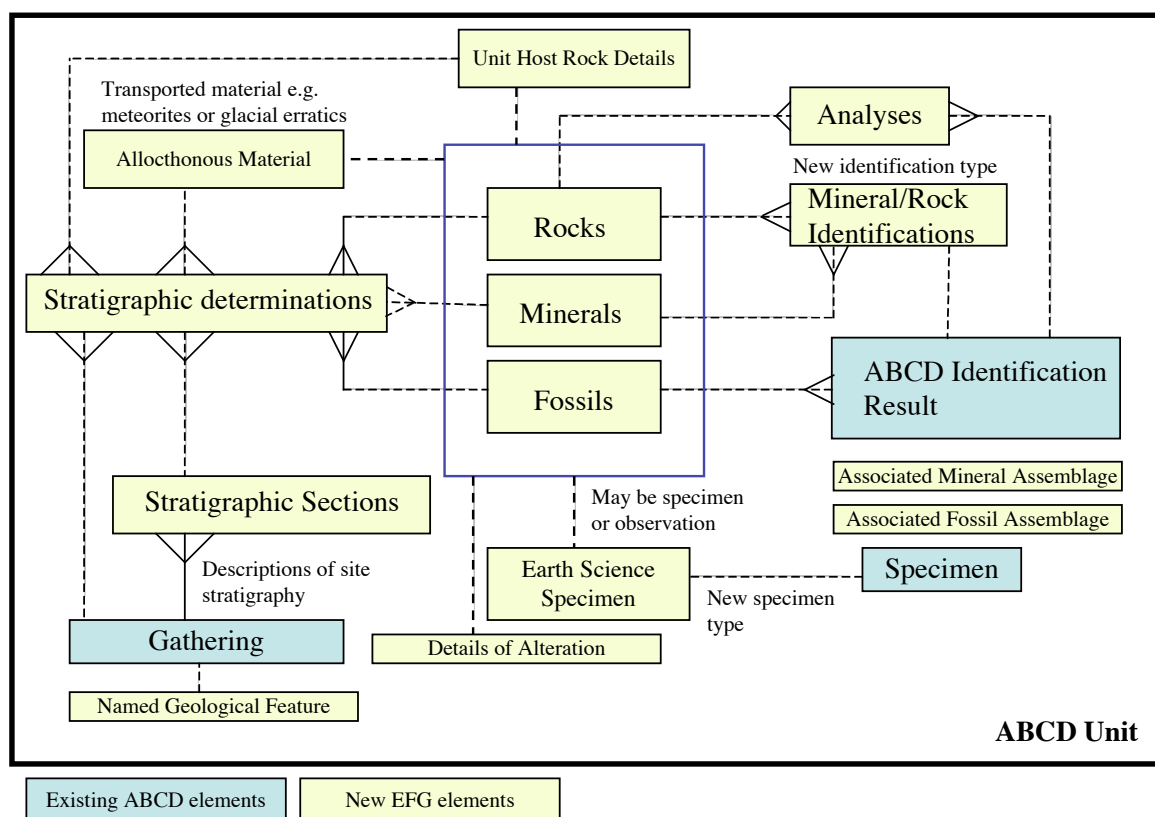 Unit Host Rock Details
Transported material e.g.
meteorites or glacial erratics
Allocthonous Material
Analyses
New identification type
Mineral/Rock
Identifications
Rocks
Stratigraphic determinations
Minerals
Fossils
ABCD Identification
Result
Associated Mineral Assemblage
Associated Fossil Assemblage
Stratigraphic Sections
May be specimen
or observation
Descriptions of site
stratigraphy
Earth Science
Specimen
New specimen
type
Specimen
Gathering
Details of Alteration
Named Geological Feature
ABCD Unit
Existing ABCD elements
New EFG elements